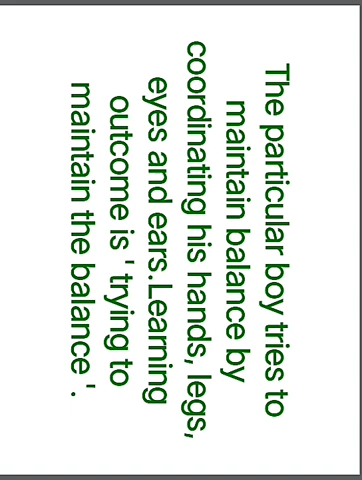 The particular boy tries to
maintain balance by
coordinating his hands, legs,
eyes and ears.Learning
outcome is ' trying to
maintain the balance '.